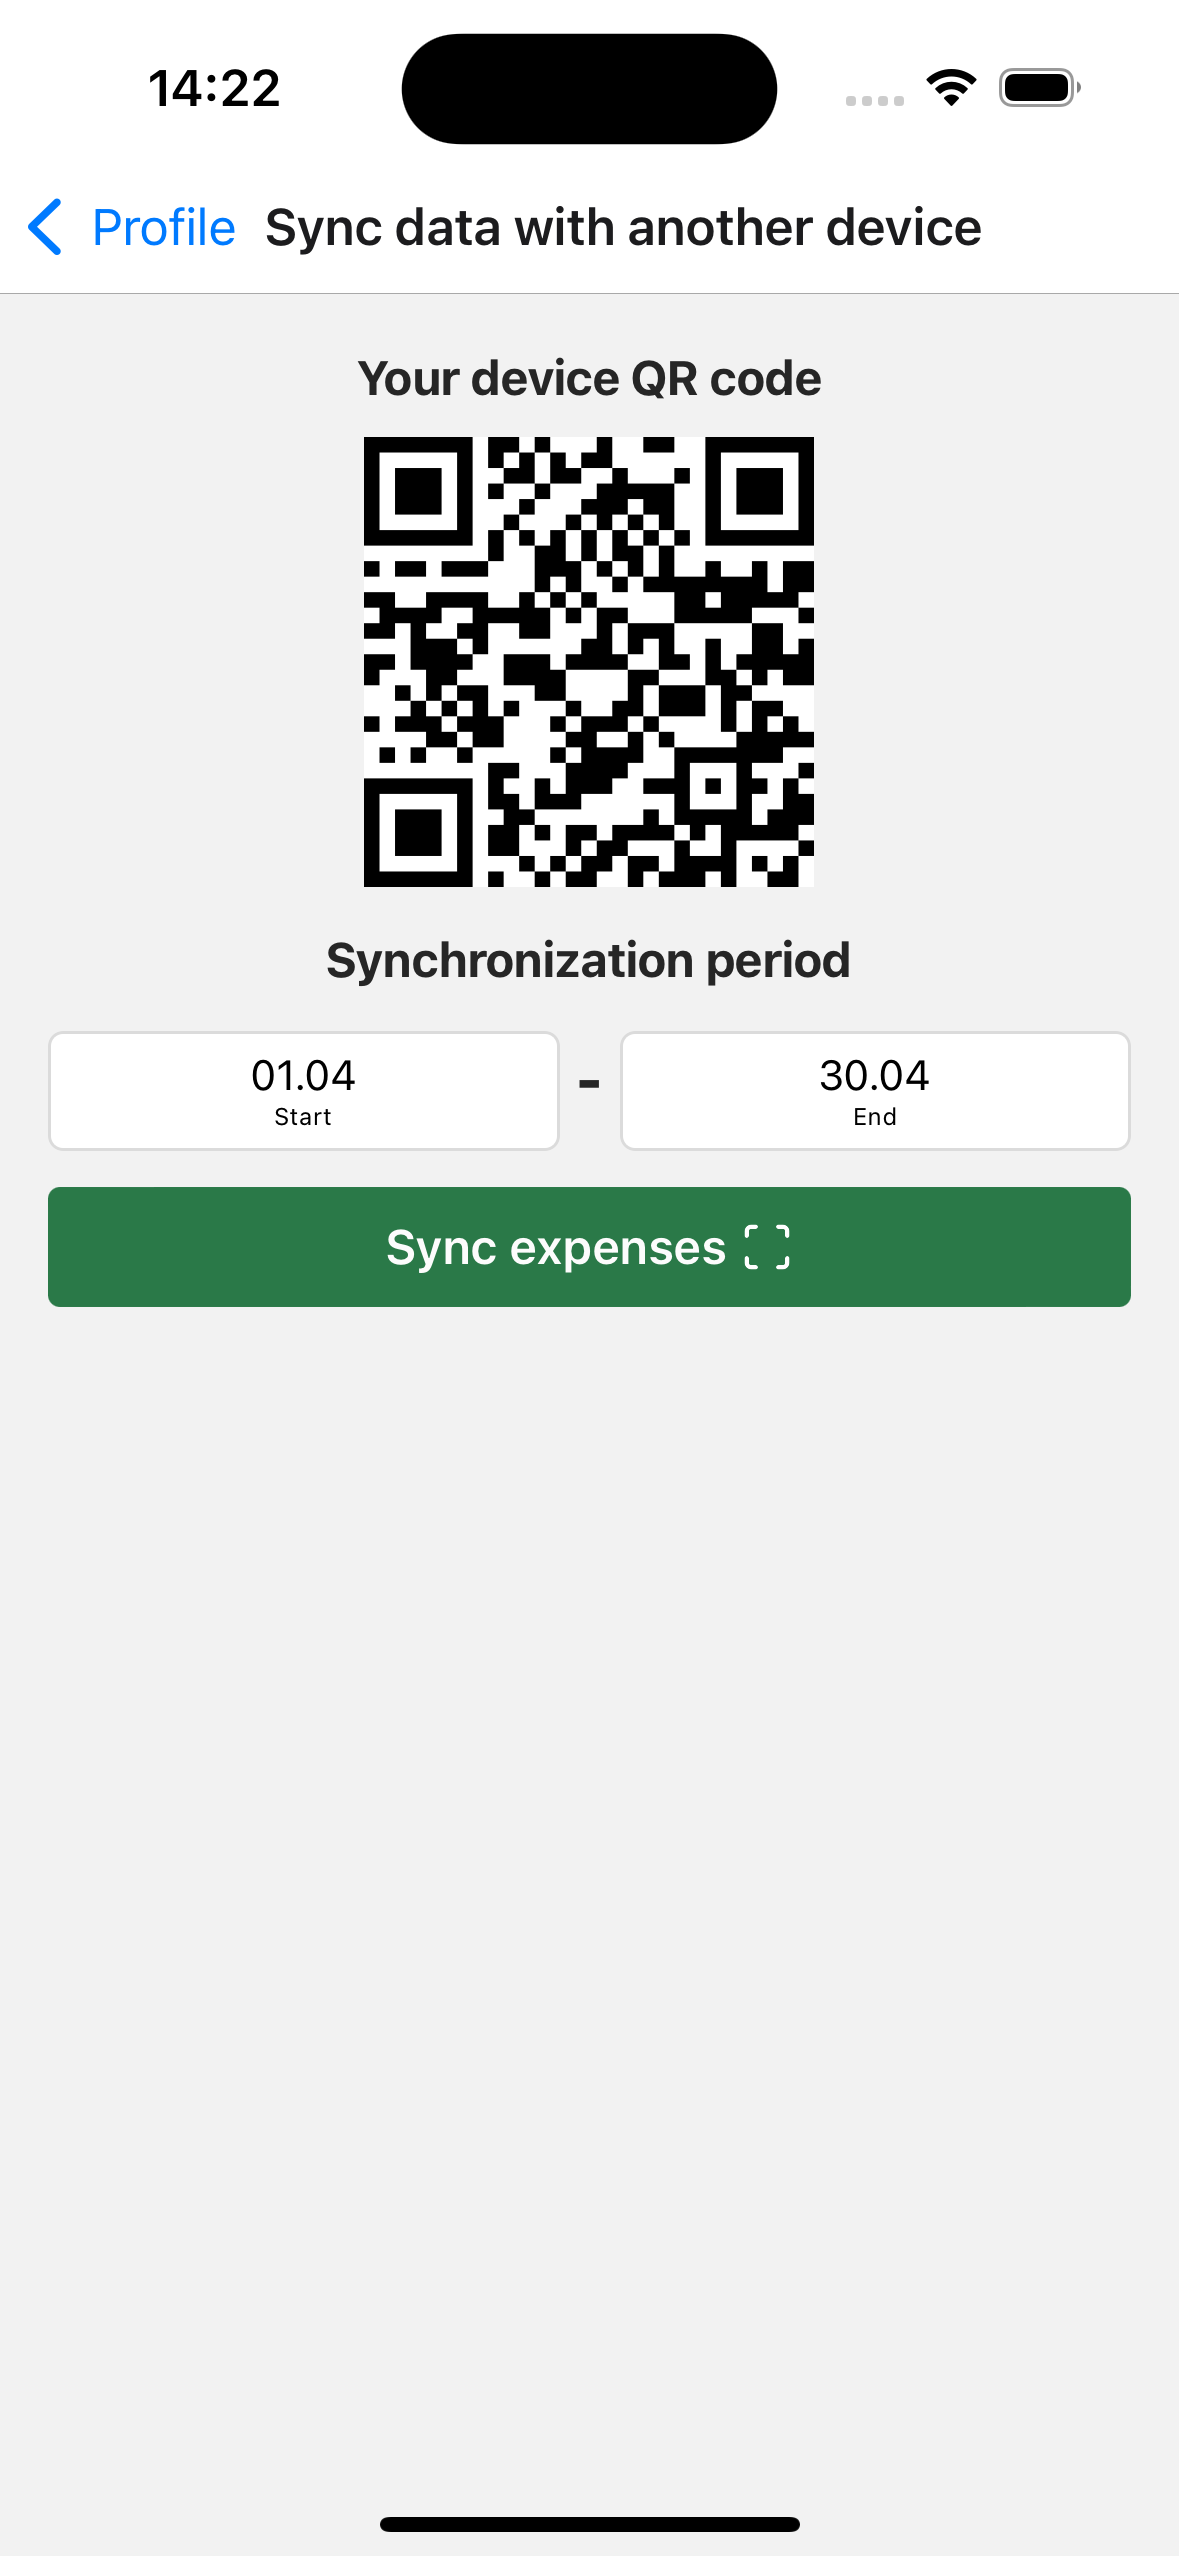 14:22
Profile Sync data with another device
Your device QR code
Synchronization period
01.04 - 30.04
Start End
Sync expenses